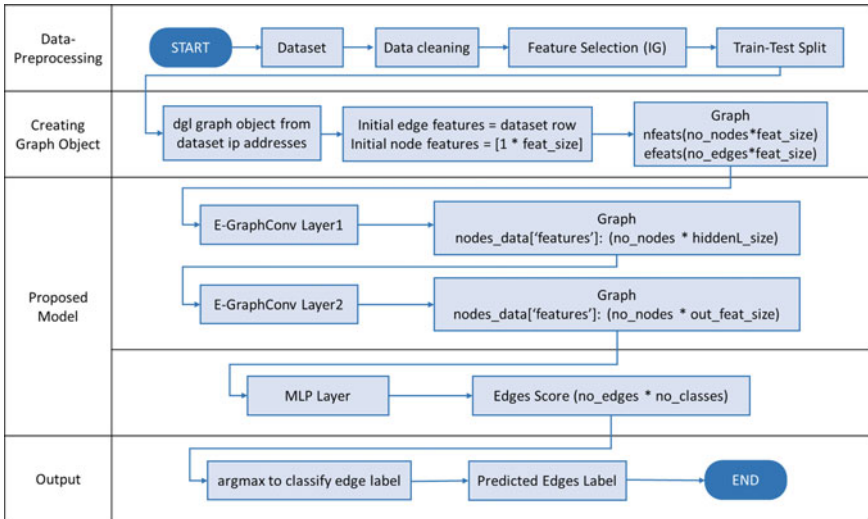 Data-
Preprocessing
START
Dataset
Data cleaning
Feature Selection (IG)
Train-Test Split
Creating
Graph Object
dgl graph object from
dataset ip addresses
Initial edge features = dataset row
Initial node features = [1 * feat_size]
Graph
nfeats(no_nodes*feat_size)
efeats(no_edges*feat_size)
Proposed
Model
E-GraphConv Layer1
Graph
nodes_data[‘features’]: (no_nodes * hiddenL_size)
E-GraphConv Layer2
Graph
nodes_data[‘features’]: (no_nodes * out_feat_size)
MLP Layer
Edges Score (no_edges * no_classes)
Output
argmax to classify edge label
Predicted Edges Label
END